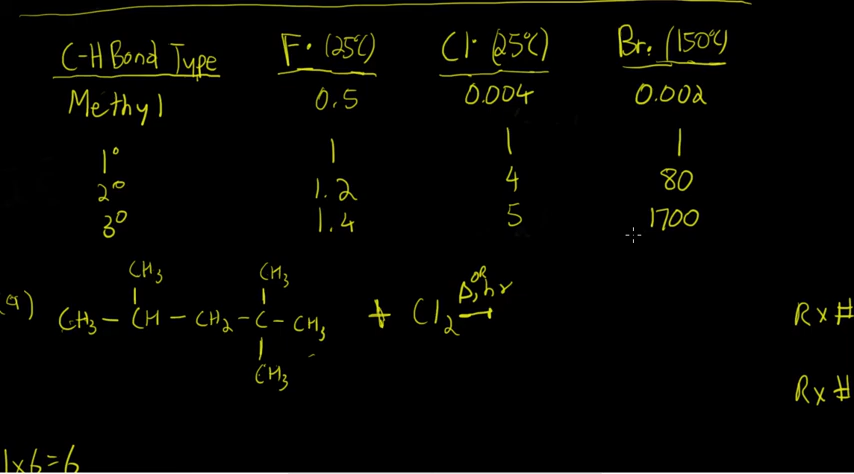 C-H Bond Type F· (25°C) Cl· (25°C) Br· (150°C)
Methyl 0.5 0.004 0.002
1° 1 1 1
2° 1.2 4 80
3° 1.4 5 1700
CH3 CH3 OR
(a) CH3 - CH - CH2 - C - CH3 + Cl2 Δ, hv
CH3
Rx #
Rx #
1x6=6